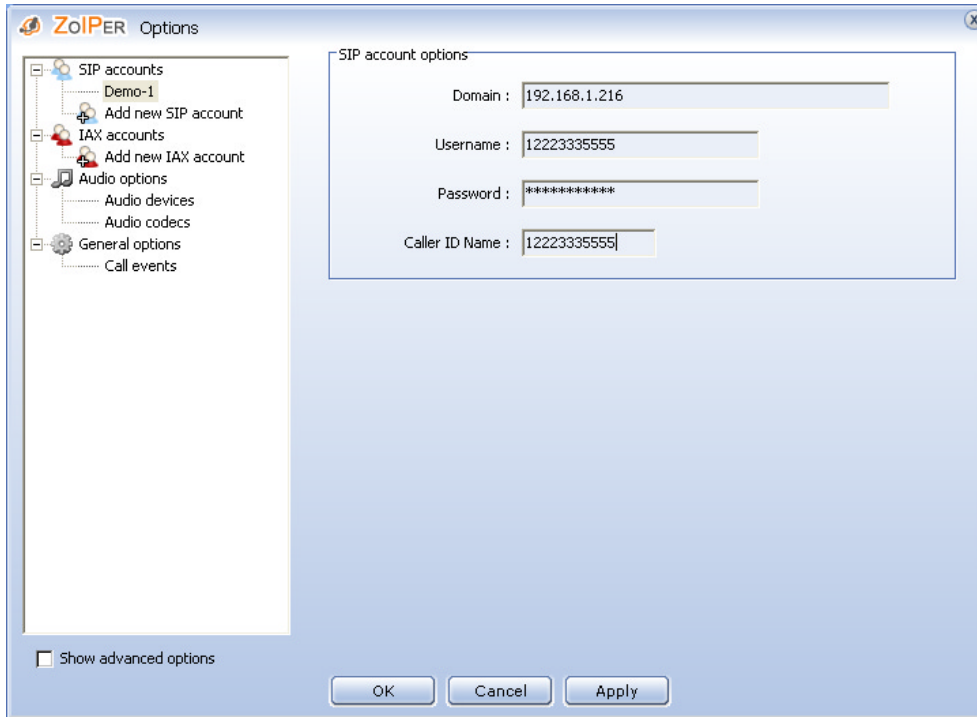 ZOIPER Options
SIP accounts
Demo-1
Add new SIP account
IAX accounts
Add new IAX account
Audio options
Audio devices
Audio codecs
General options
Call events
Show advanced options
SIP account options
Domain : 192.168.1.216
Username : 12223335555
Password : ***********
Caller ID Name : 12223335555
OK Cancel Apply